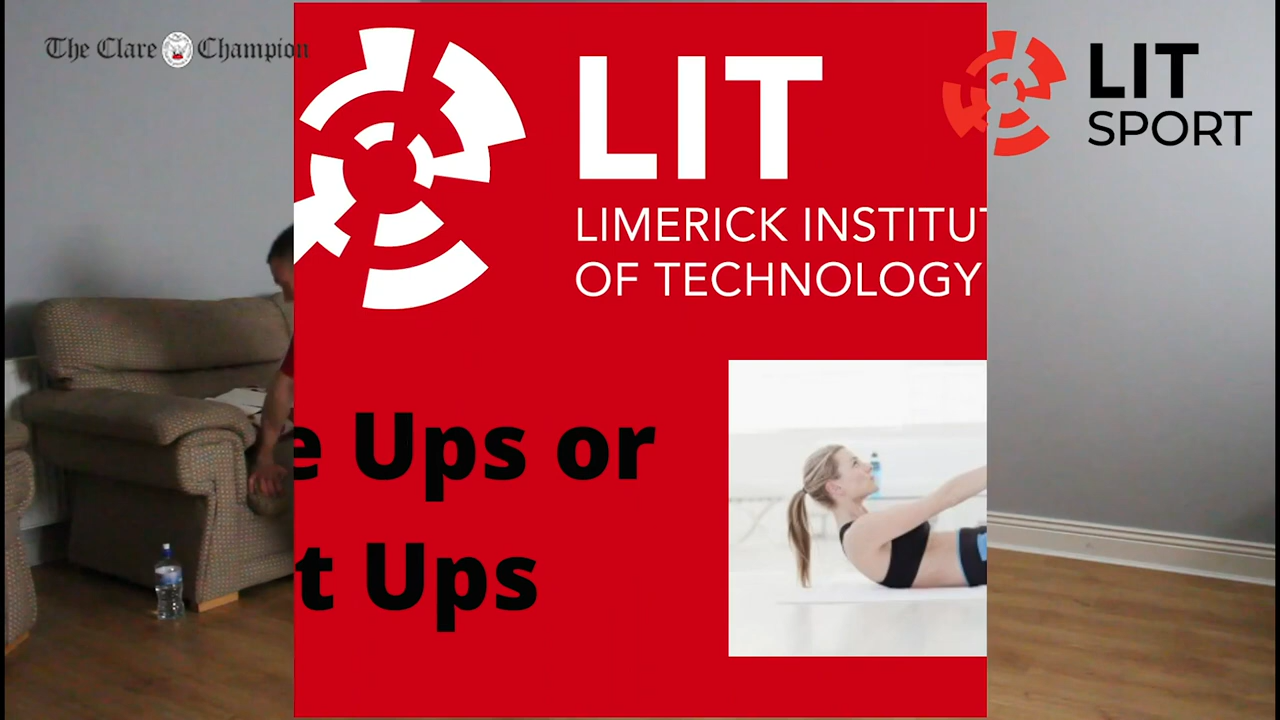 The Clare Champion
LIT
LIMERICK INSTITUT
OF TECHNOLOGY
LIT
SPORT
e Ups or
t Ups